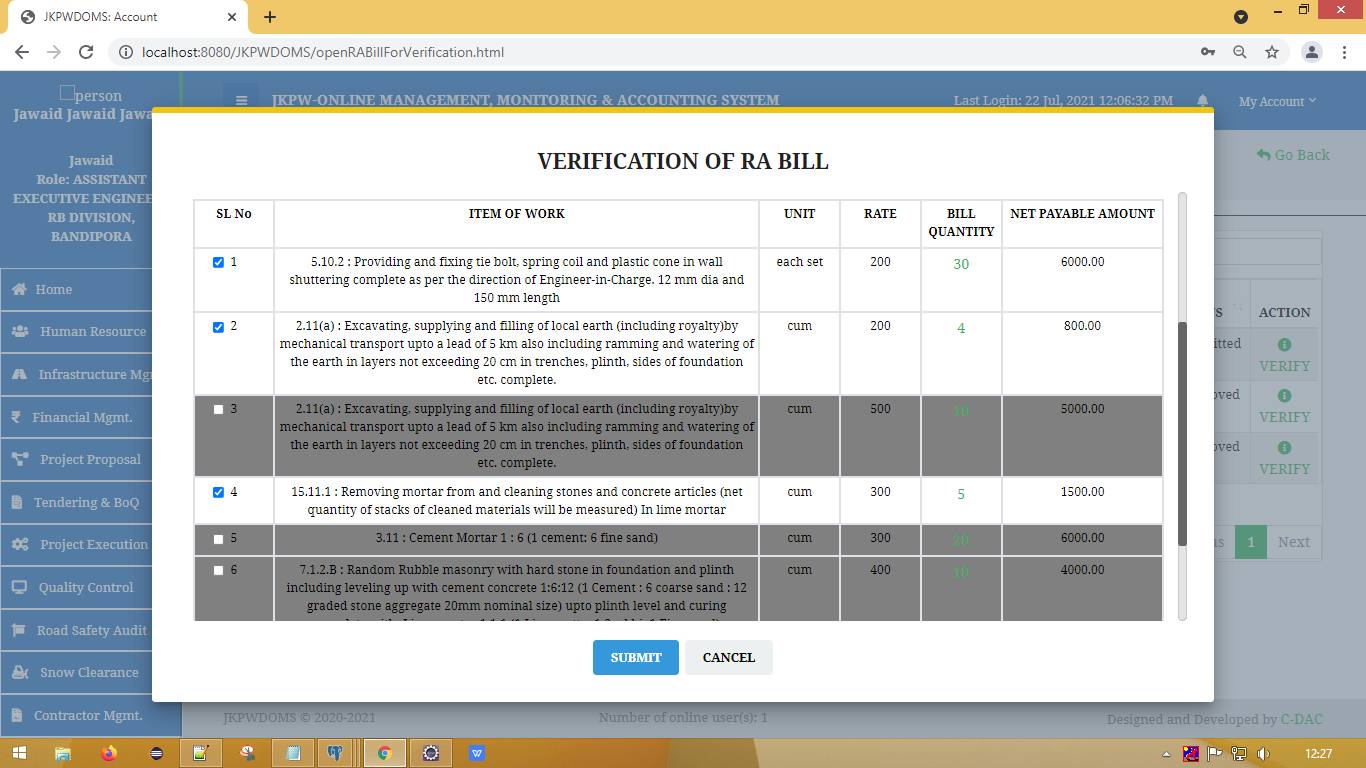 JKPWDOMS: Account
localhost:8080/JKPWDOMS/openRABillForVerification.html
person
Jawaid Jawaid Jawa
Jawaid
Role: ASSISTANT
EXECUTIVE ENGINEE
RB DIVISION,
BANDIPORA
Home
Human Resource
Infrastructure Mgm
Financial Mgmt.
Project Proposal
Tendering & BoQ
Project Execution
Quality Control
Road Safety Audit
Snow Clearance
Contractor Mgmt.
JKPW-ONLINE MANAGEMENT, MONITORING & ACCOUNTING SYSTEM
Last Login: 22 Jul, 2021 12:06:32 PM
My Account
Go Back
VERIFICATION OF RA BILL
SL No ITEM OF WORK UNIT RATE BILL QUANTITY NET PAYABLE AMOUNT
1 5.10.2 : Providing and fixing tie bolt, spring coil and plastic cone in wall each set 200 30 6000.00
shuttering complete as per the direction of Engineer-in-Charge. 12 mm dia and
150 mm length
2 2.11(a) : Excavating, supplying and filling of local earth (including royalty)by cum 200 4 800.00
mechanical transport upto a lead of 5 km also including ramming and watering of
the earth in layers not exceeding 20 cm in trenches, plinth, sides of foundation
etc. complete.
3 2.11(a) : Excavating, supplying and filling of local earth (including royalty)by cum 500 10 5000.00
mechanical transport upto a lead of 5 km also including ramming and watering of
the earth in layers not exceeding 20 cm in trenches, plinth, sides of foundation
etc. complete.
4 15.11.1 : Removing mortar from and cleaning stones and concrete articles (net cum 300 5 1500.00
quantity of stacks of cleaned materials will be measured) In lime mortar
5 3.11 : Cement Mortar 1 : 6 (1 cement: 6 fine sand) cum 300 20 6000.00
6 7.1.2.B : Random Rubble masonry with hard stone in foundation and plinth cum 400 10 4000.00
including leveling up with cement concrete 1:6:12 (1 Cement : 6 coarse sand : 12
graded stone aggregate 20mm nominal size) upto plinth level and curing
SUBMIT CANCEL
S ACTION
itted
VERIFY
oved
VERIFY
oved
VERIFY
us 1 Next
JKPWDOMS © 2020-2021
Number of online user(s): 1
Designed and Developed by C-DAC
12:27